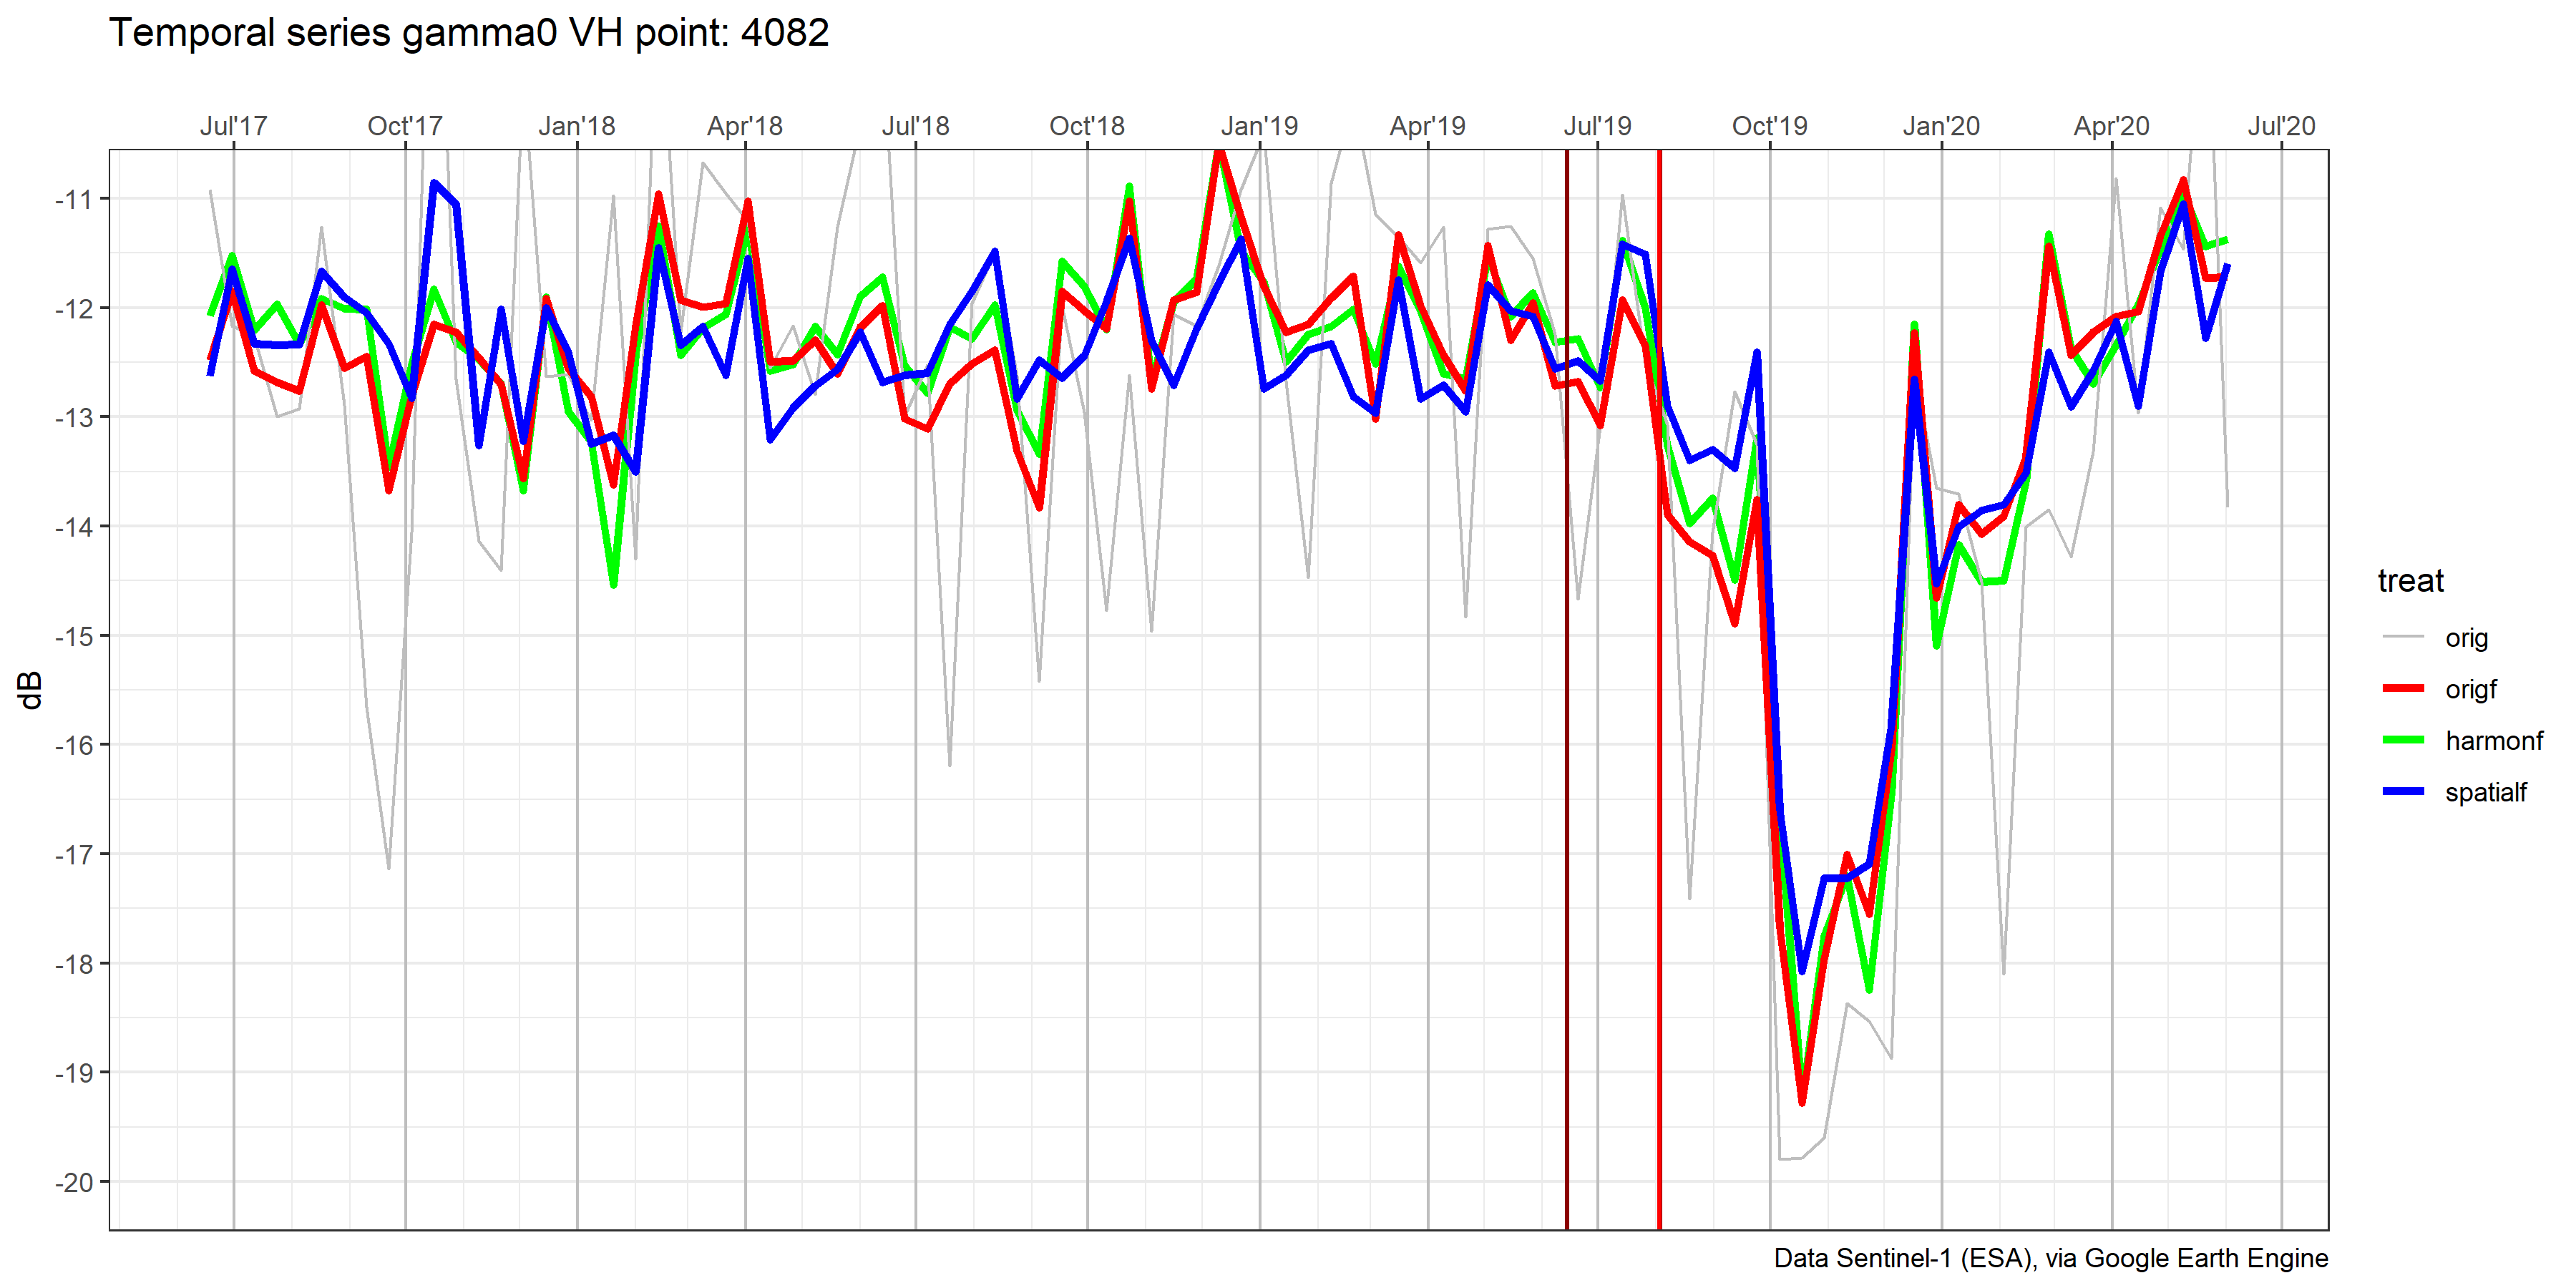 Temporal series gamma0 VH point: 4082
Jul'17 Oct'17 Jan'18 Apr'18 Jul'18 Oct'18 Jan'19 Apr'19 Jul'19 Oct'19 Jan'20 Apr'20 Jul'20
-11
-12
-13
-14
-15
-16
-17
-18
-19
-20
dB
treat
orig
origf
harmonf
spatialf
Data Sentinel-1 (ESA), via Google Earth Engine